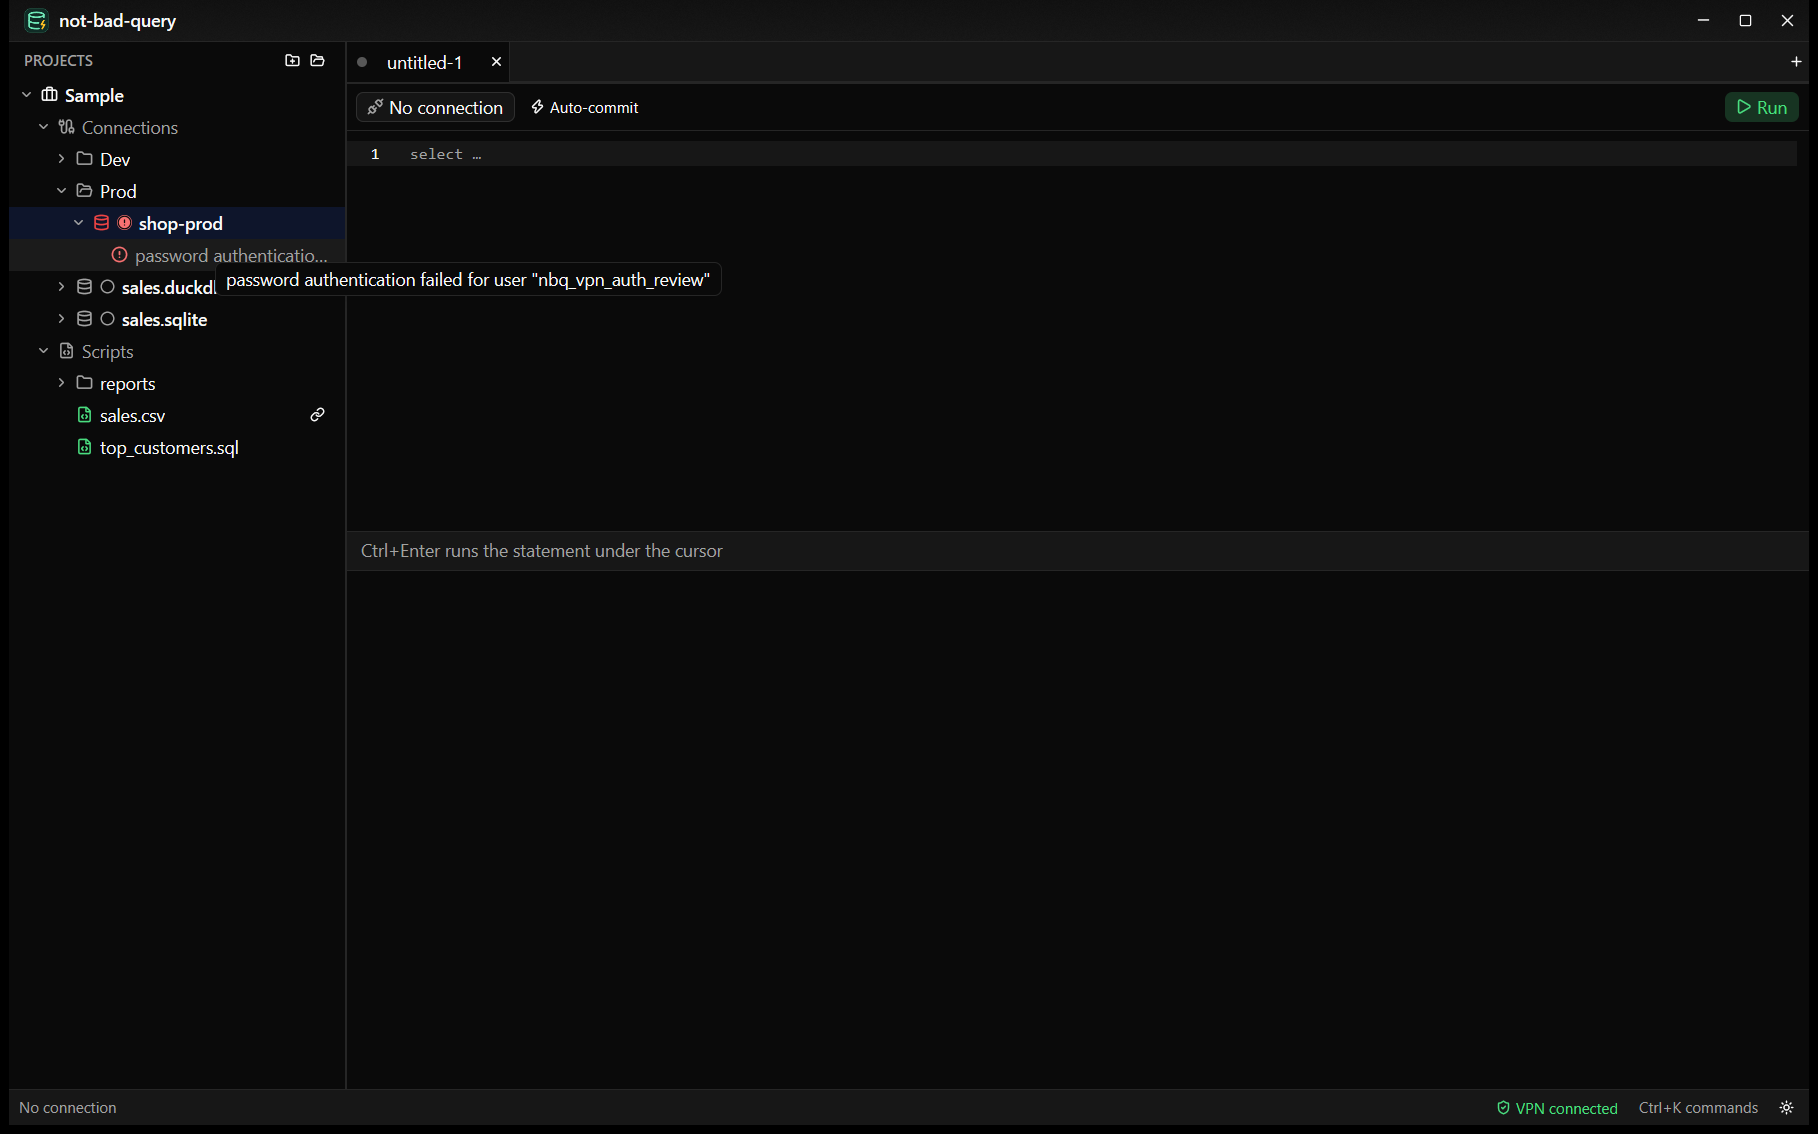 not-bad-query
PROJECTS
untitled-1
Sample
No connection
Auto-commit
Run
Connections
1 select …
Dev
Prod
shop-prod
password authenticatio...
password authentication failed for user "nbq_vpn_auth_review"
sales.duckd
sales.sqlite
Scripts
reports
sales.csv
top_customers.sql
Ctrl+Enter runs the statement under the cursor
No connection
VPN connected
Ctrl+K commands